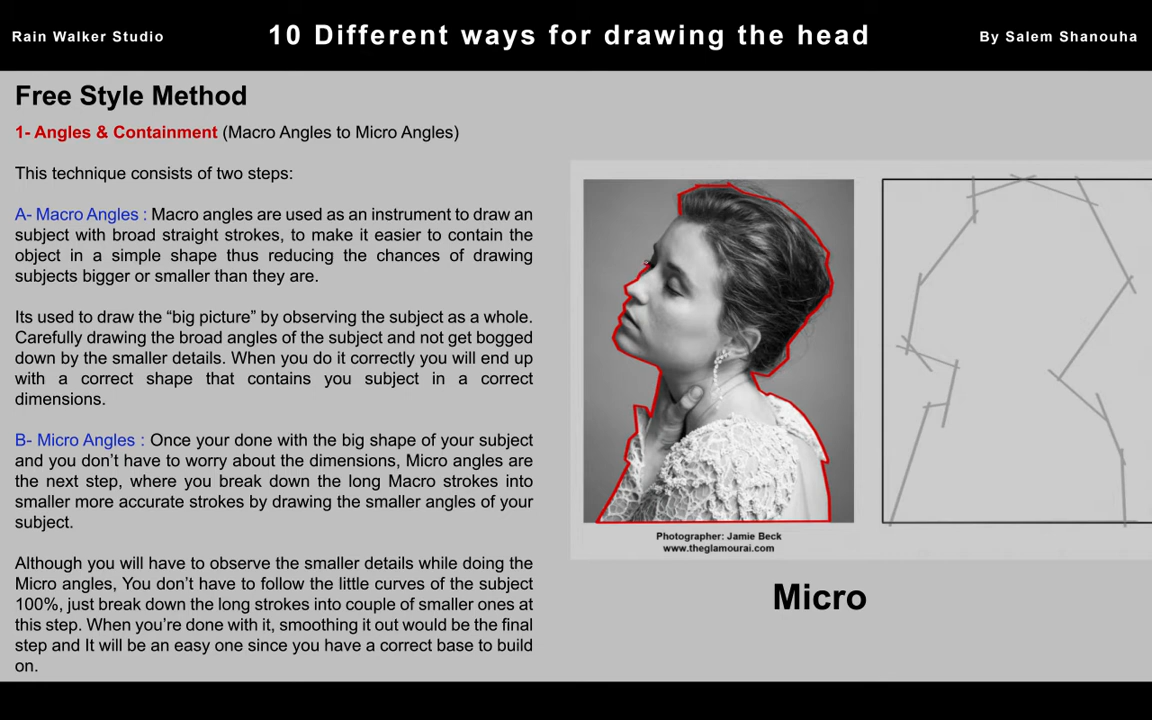 Rain Walker Studio
10 Different ways for drawing the head
By Salem Shanouha
Free Style Method
1- Angles & Containment (Macro Angles to Micro Angles)
This technique consists of two steps:
A- Macro Angles : Macro angles are used as an instrument to draw an
subject with broad straight strokes, to make it easier to contain the
object in a simple shape thus reducing the chances of drawing
subjects bigger or smaller than they are.
Its used to draw the “big picture” by observing the subject as a whole.
Carefully drawing the broad angles of the subject and not get bogged
down by the smaller details. When you do it correctly you will end up
with a correct shape that contains you subject in a correct
dimensions.
B- Micro Angles : Once your done with the big shape of your subject
and you don’t have to worry about the dimensions, Micro angles are
the next step, where you break down the long Macro strokes into
smaller more accurate strokes by drawing the smaller angles of your
subject.
Although you will have to observe the smaller details while doing the
Micro angles, You don’t have to follow the little curves of the subject
100%, just break down the long strokes into couple of smaller ones at
this step. When you’re done with it, smoothing it out would be the final
step and It will be an easy one since you have a correct base to build
on.
Photographer: Jamie Beck
www.theglamourai.com
Micro